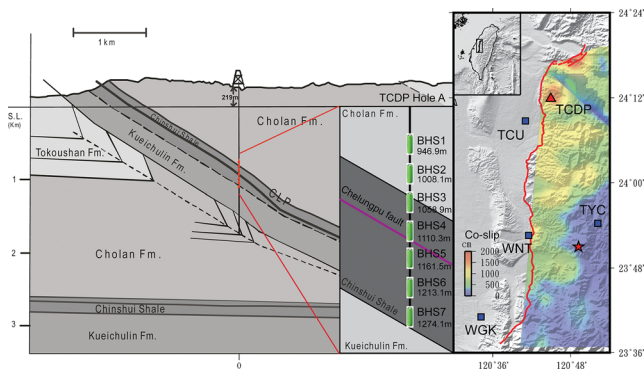 1 km
219m
TCDP Hole A
S.L.
(Km)
Cholan Fm.
Chinshui Shale
Kueichulin Fm.
Tokoushan Fm.
CLP
1
2
3
Cholan Fm.
Chinshui Shale
Kueichulin Fm.
0
Cholan Fm.
Chelungpu fault
Chinshui Shale
Kueichulin Fm.
BHS1
946.9m
BHS2
1008.1m
BHS3
1058.9m
BHS4
1110.3m
BHS5
1161.5m
BHS6
1213.1m
BHS7
1274.1m
TCDP
TCU
TYC
WNT
WGK
Co-slip
cm
2000
1500
1000
500
0
24°24'
24°12'
24°00'
23°48'
23°36'
120°36'
120°48'